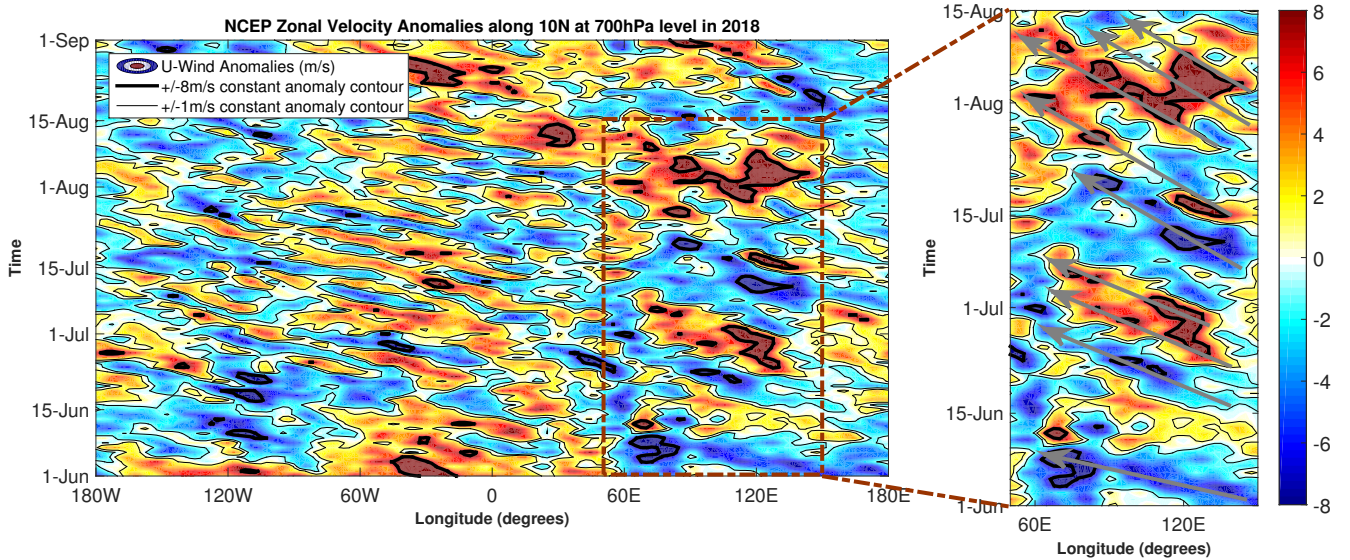 NCEP Zonal Velocity Anomalies along 10N at 700hPa level in 2018
U-Wind Anomalies (m/s)
+/-8m/s constant anomaly contour
+/-1m/s constant anomaly contour
Time
1-Sep
15-Aug
1-Aug
15-Jul
1-Jul
15-Jun
1-Jun
180W 120W 60W 0 60E 120E 180E
Longitude (degrees)
Time
15-Aug
1-Aug
15-Jul
1-Jul
15-Jun
1-Jun
60E 120E
Longitude (degrees)
8
6
4
2
0
-2
-4
-6
-8